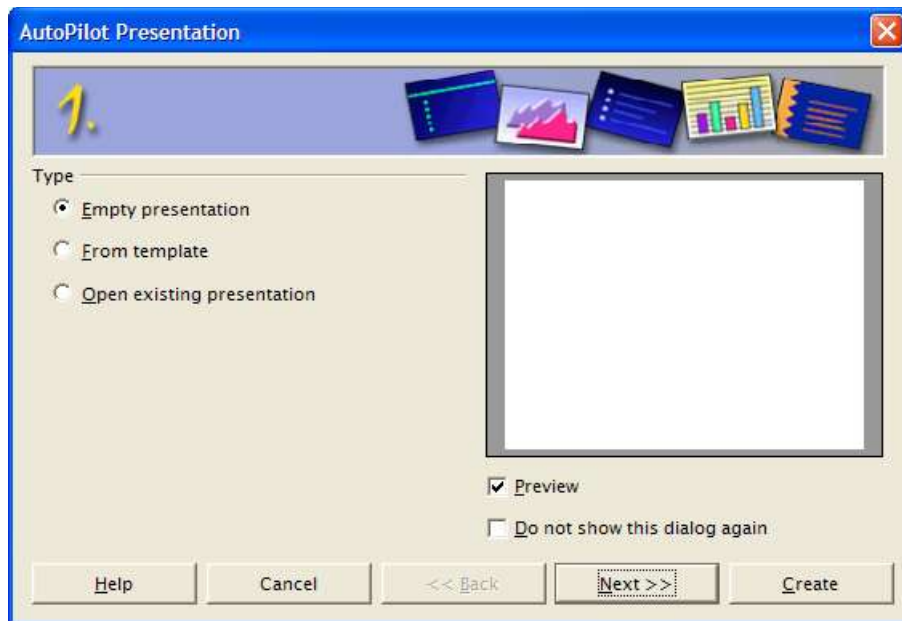 AutoPilot Presentation
1.
Type
Empty presentation
From template
Open existing presentation
Preview
Do not show this dialog again
Help Cancel << Back Next >> Create